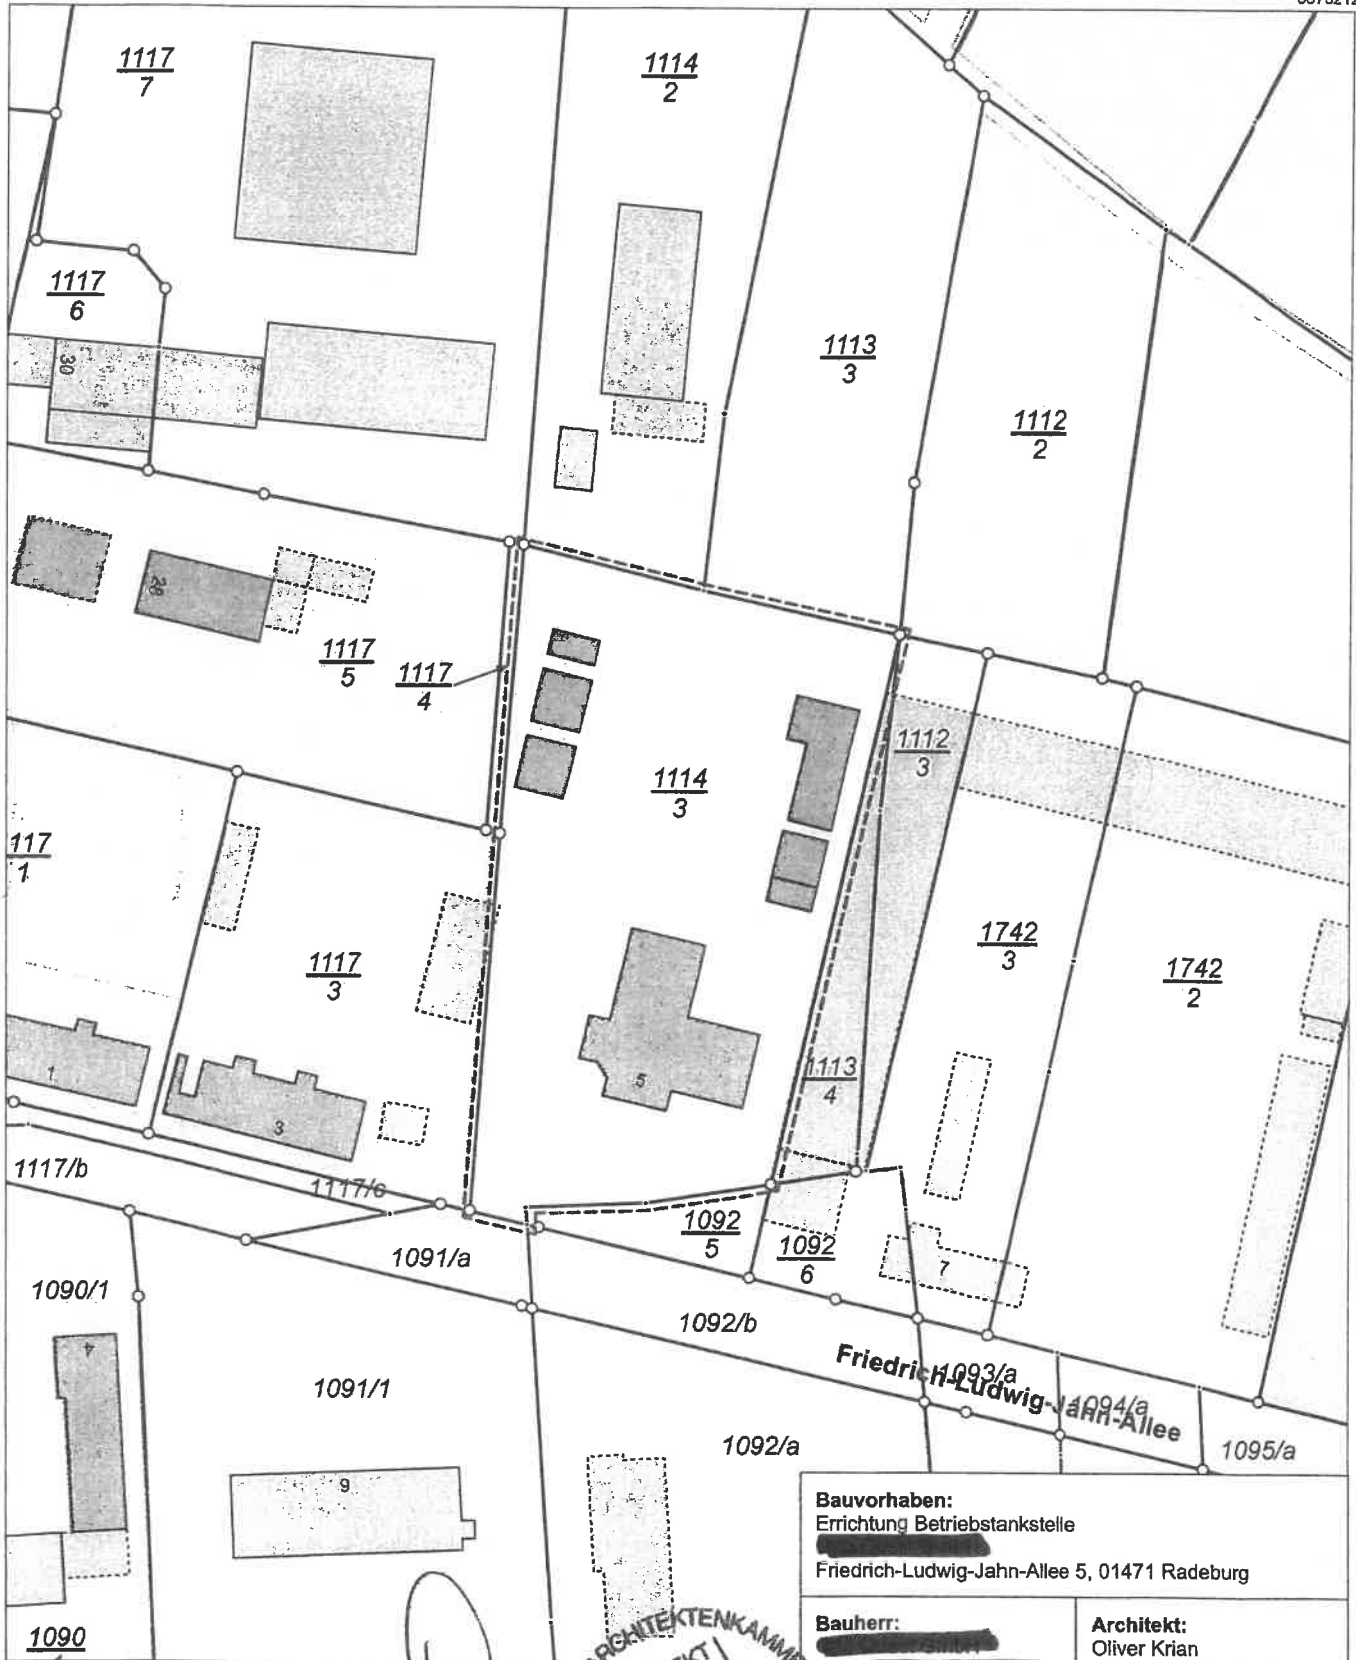 1117
7
1114
2
1117
6
30
1113
3
1112
2
28
1117
5
1117
4
1112
3
1114
3
117
1
1117
3
1742
3
1742
2
1113
4
1
3
5
1117/b
1117/c
1092
5
1092
6
7
1091/a
1090/1
1092/b
4
1091/1
Friedrich-Ludwig-Jahn-Allee
1093/a
1094/a
1095/a
1092/a
9
1090
Bauvorhaben:
Errichtung Betriebstankstelle
Friedrich-Ludwig-Jahn-Allee 5, 01471 Radeburg
Bauherr:
Architekt:
Oliver Krian